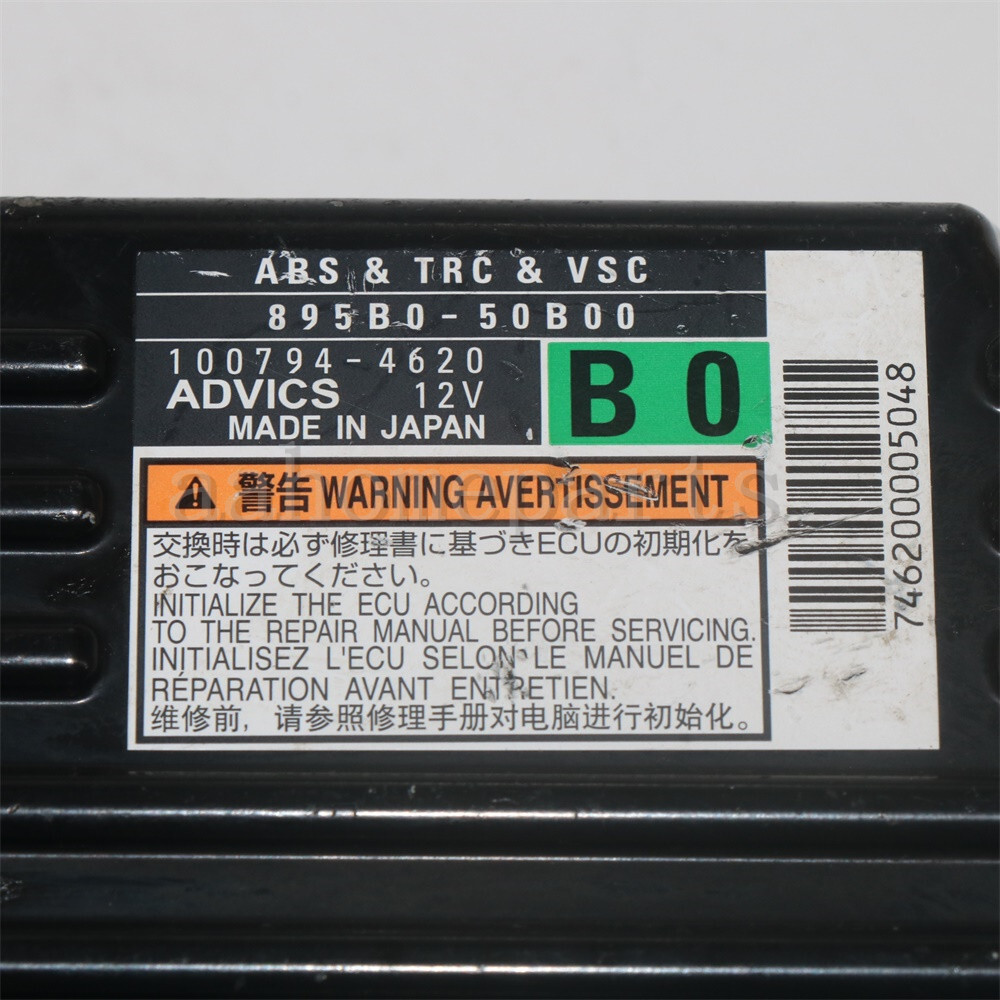 ABS & TRC & VSC
895B0-50B00
100794-4620
ADVICS 12V
MADE IN JAPAN
B 0
警告 WARNING AVERTISSEMENT
交換時は必ず修理書に基づきECUの初期化を
おこなってください。
INITIALIZE THE ECU ACCORDING
TO THE REPAIR MANUAL BEFORE SERVICING.
INITIALISEZ L'ECU SELON LE MANUEL DE
RÉPARATION AVANT ENTRETIEN.
维修前，请参照修理手册对电脑进行初始化。
74620005048